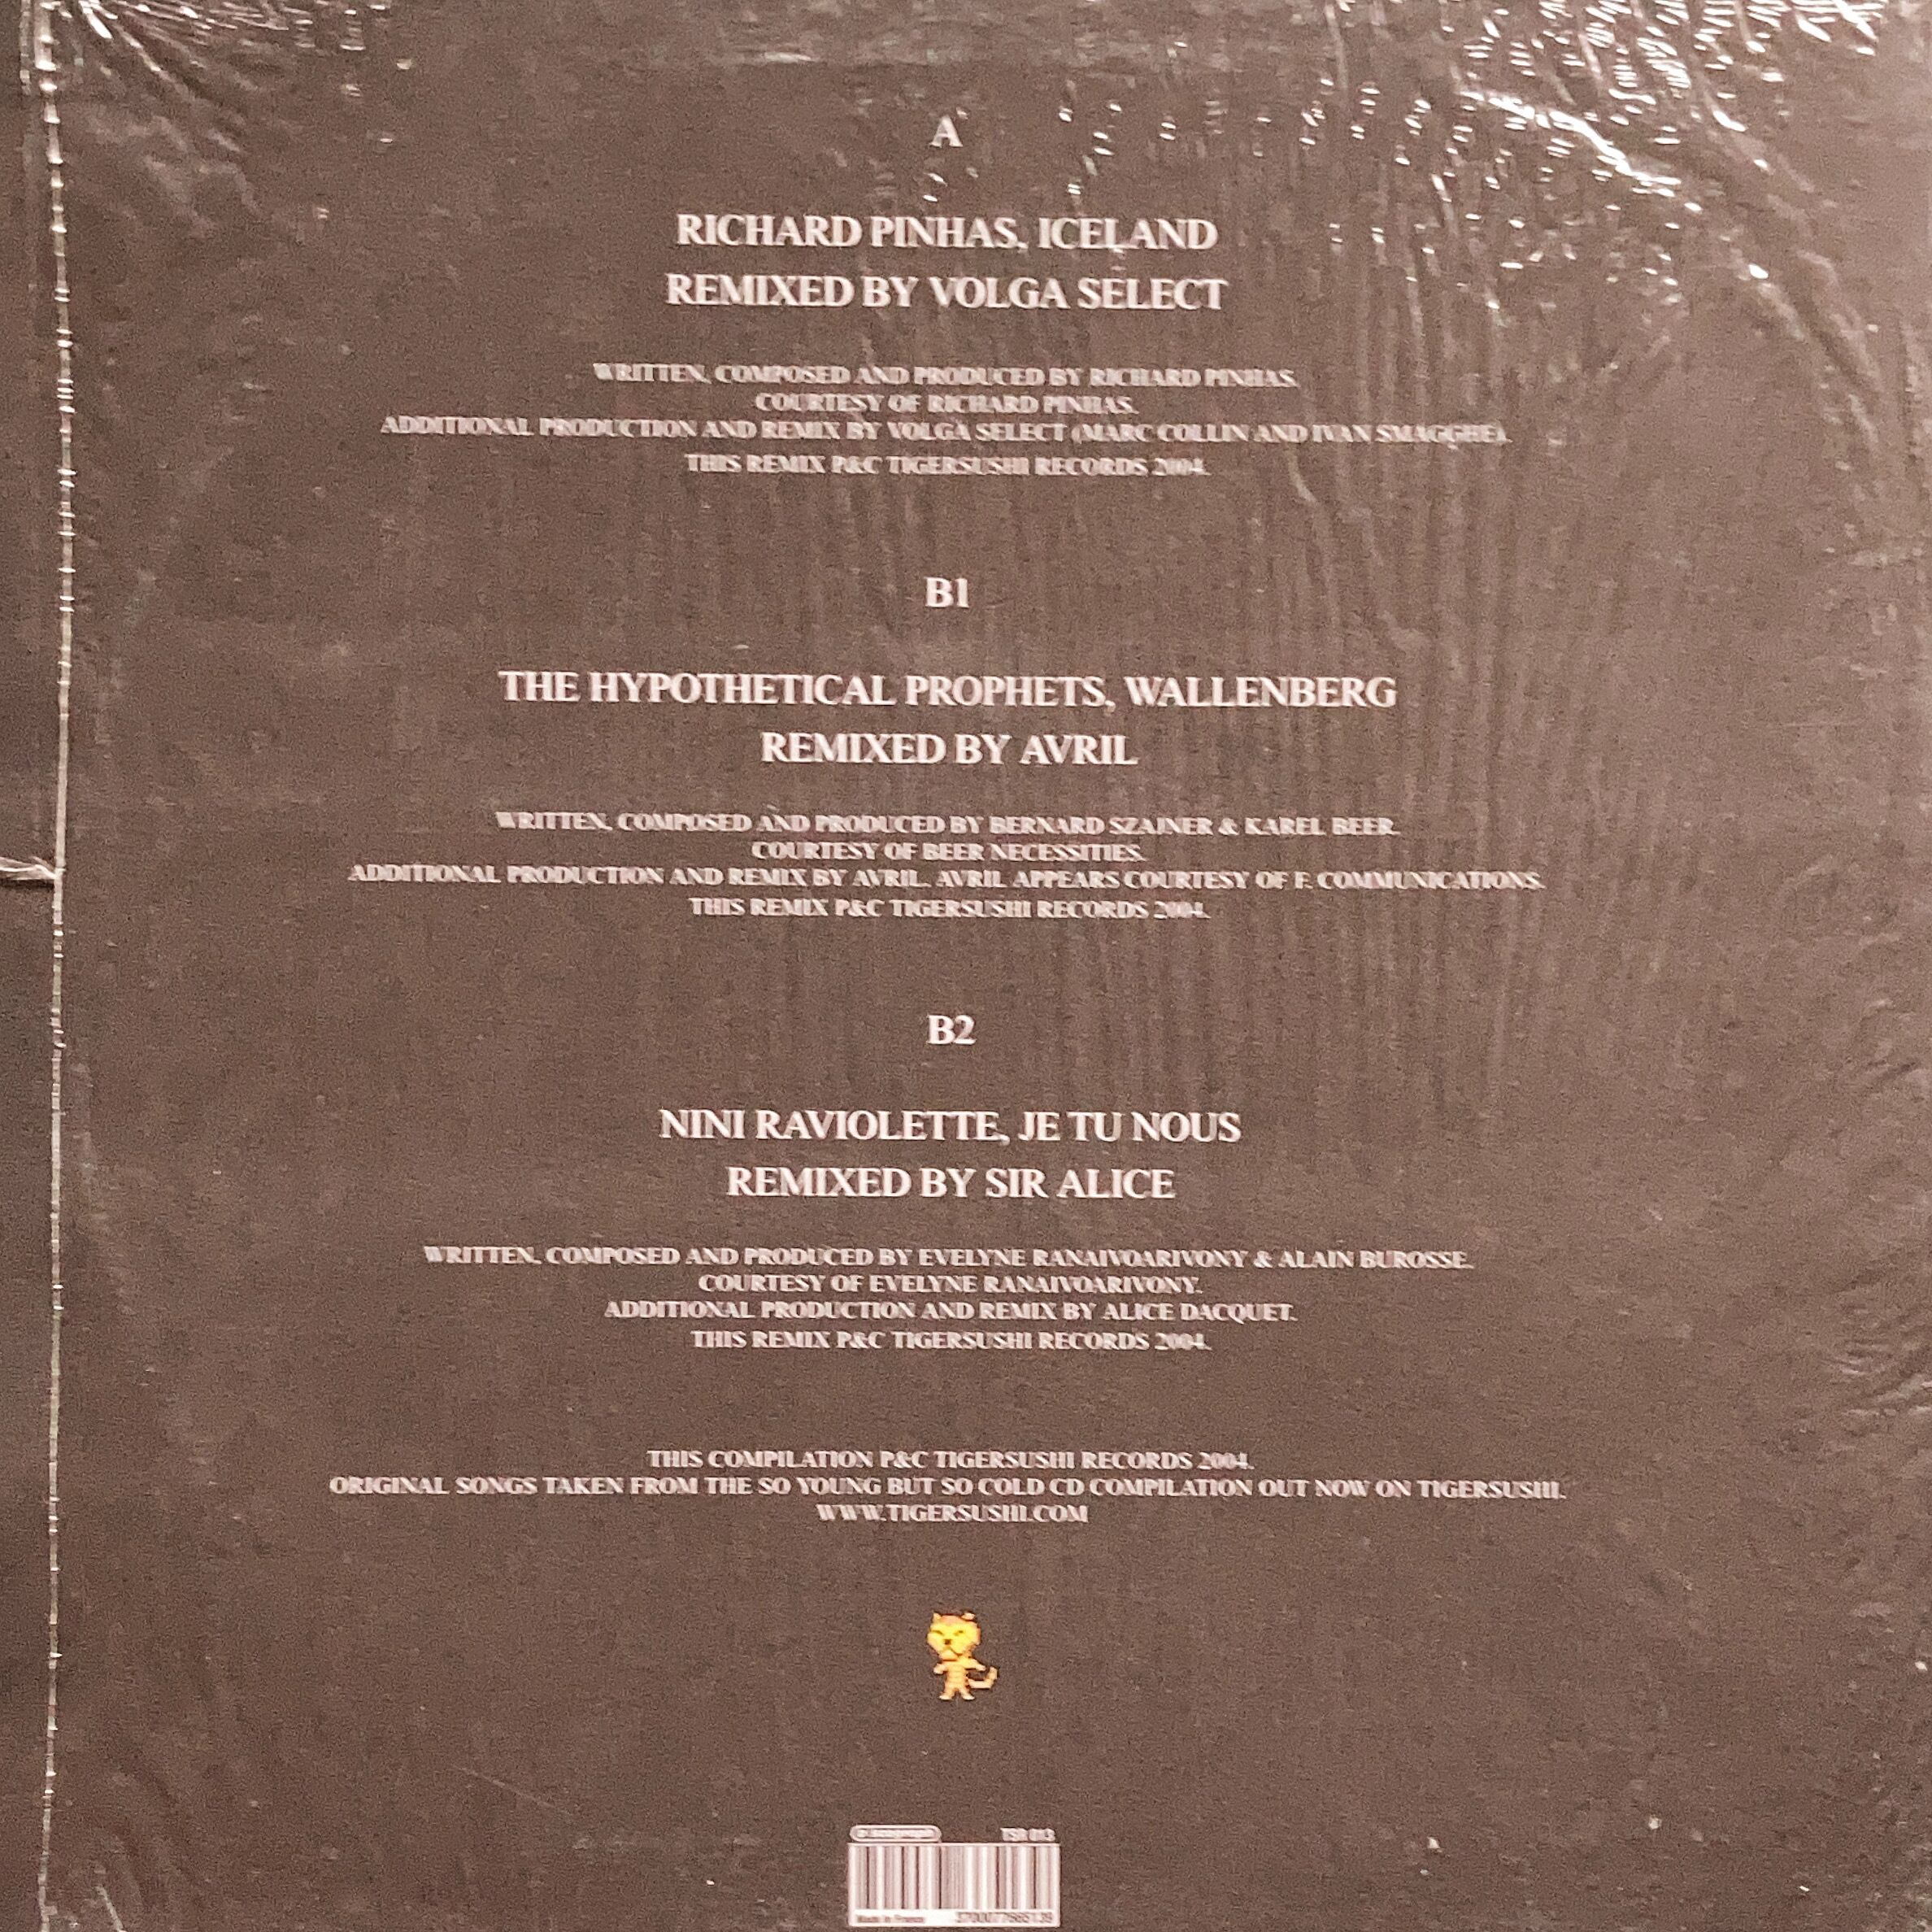 A
RICHARD PINHAS, ICELAND
REMIXED BY VOLGA SELECT
WRITTEN, COMPOSED AND PRODUCED BY RICHARD PINHAS.
COURTESY OF RICHARD PINHAS.
ADDITIONAL PRODUCTION AND REMIX BY VOLGA SELECT (MARC COLLIN AND IVAN SMAGGHE).
THIS REMIX P&C TIGERSUSHI RECORDS 2004.
B1
THE HYPOTHETICAL PROPHETS, WALLENBERG
REMIXED BY AVRIL
WRITTEN, COMPOSED AND PRODUCED BY BERNARD SZAJNER & KAREL BEER.
COURTESY OF BEER NECESSITIES.
ADDITIONAL PRODUCTION AND REMIX BY AVRIL. AVRIL APPEARS COURTESY OF F. COMMUNICATIONS.
THIS REMIX P&C TIGERSUSHI RECORDS 2004.
B2
NINI RAVIOLETTE, JE TU NOUS
REMIXED BY SIR ALICE
WRITTEN, COMPOSED AND PRODUCED BY EVELYNE RANAIVOARIVONY & ALAIN BUROSSE.
COURTESY OF EVELYNE RANAIVOARIVONY.
ADDITIONAL PRODUCTION AND REMIX BY ALICE DACQUET.
THIS REMIX P&C TIGERSUSHI RECORDS 2004.
THIS COMPILATION P&C TIGERSUSHI RECORDS 2004.
ORIGINAL SONGS TAKEN FROM THE SO YOUNG BUT SO COLD CD COMPILATION OUT NOW ON TIGERSUSHI.
WWW.TIGERSUSHI.COM
TSR 013
Made in France